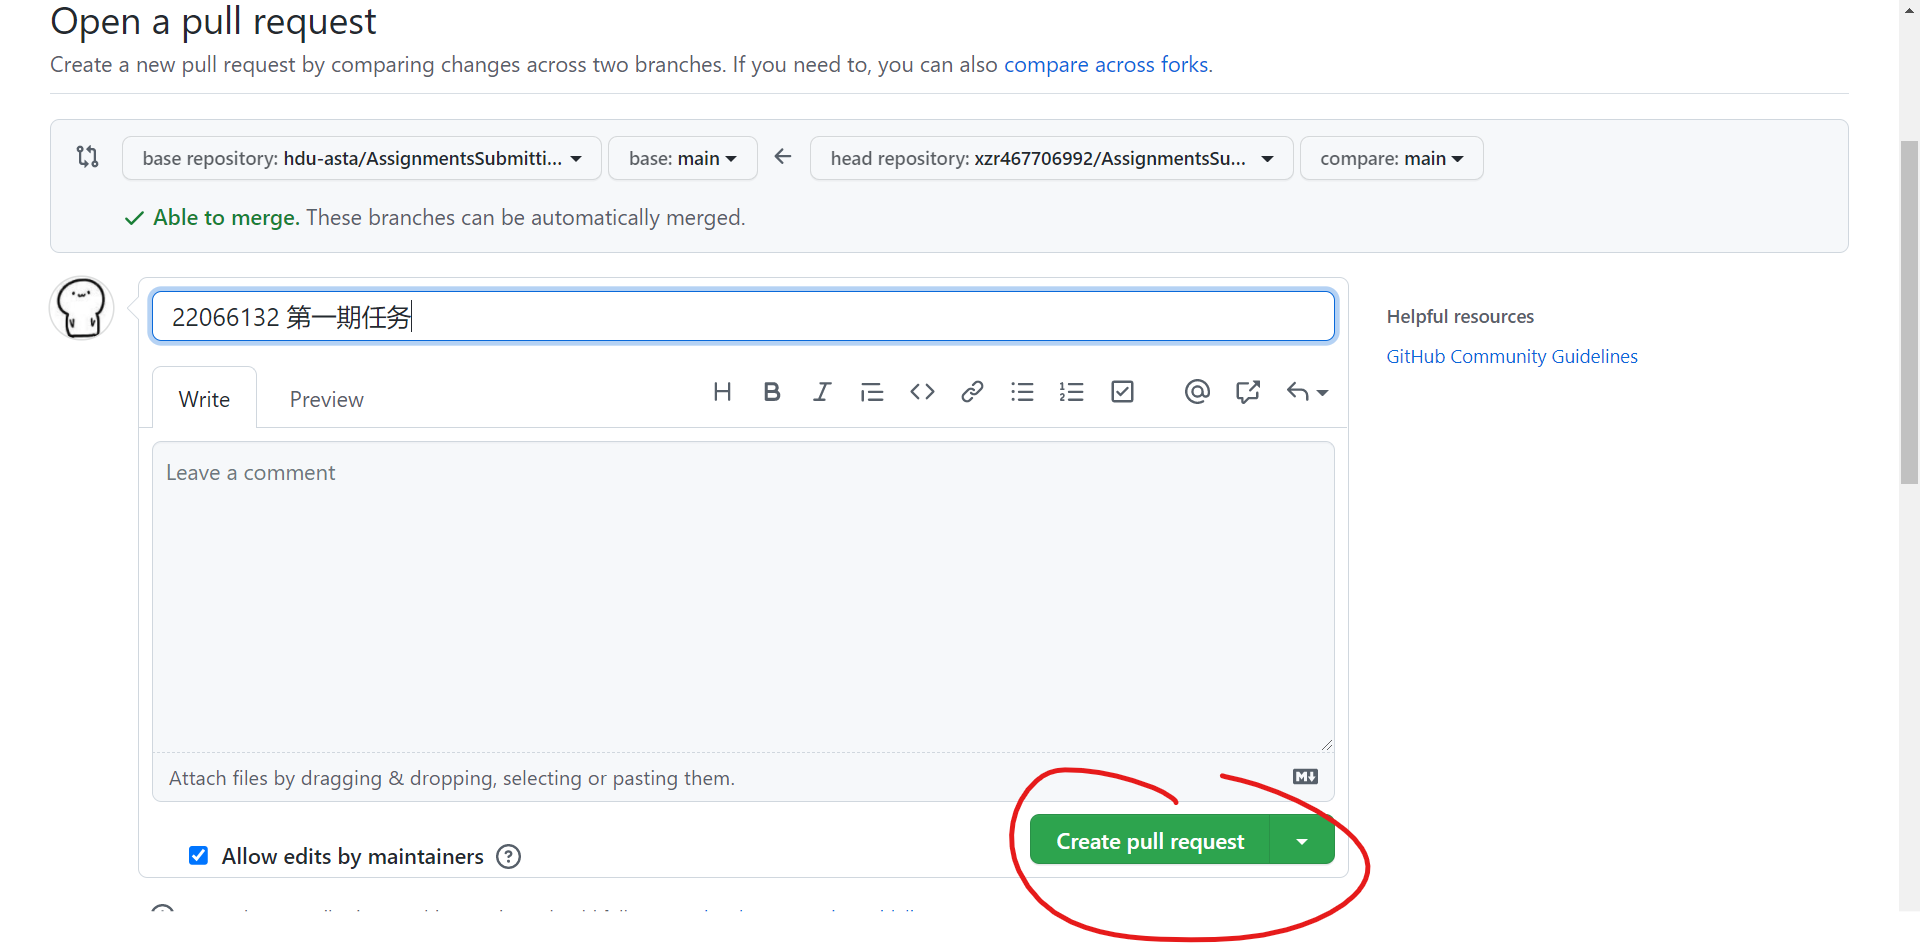 Open a pull request
Create a new pull request by comparing changes across two branches. If you need to, you can also compare across forks.
base repository: hdu-asta/AssignmentsSubmitti... base: main head repository: xzr467706992/AssignmentsSu... compare: main
Able to merge. These branches can be automatically merged.
22066132 第一期任务
Helpful resources
GitHub Community Guidelines
Write Preview
Leave a comment
Attach files by dragging & dropping, selecting or pasting them.
Create pull request
Allow edits by maintainers